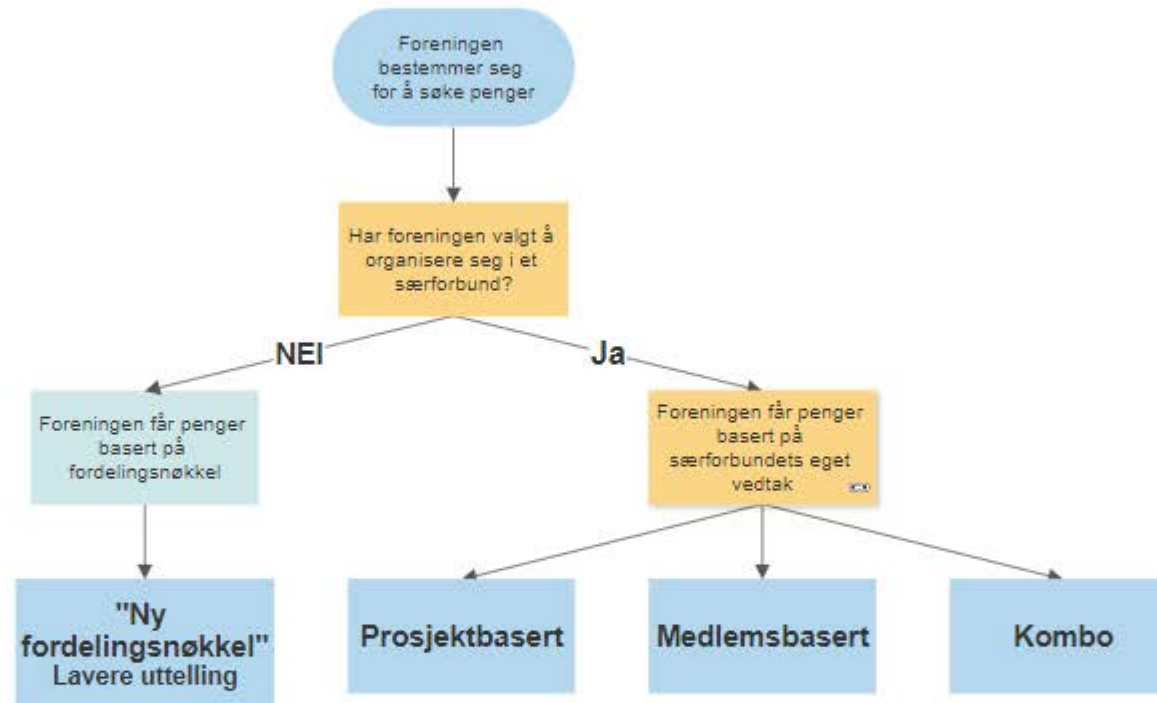 Foreningen
bestemmer seg
for å søke penger
Har foreningen valgt å
organisere seg i et
særforbund?
NEI
Ja
Foreningen får penger
basert på
fordelingsnøkkel
Foreningen får penger
basert på
særforbundets eget
vedtak
"Ny
fordelingsnøkkel"
Lavere uttelling
Prosjektbasert
Medlemsbasert
Kombo